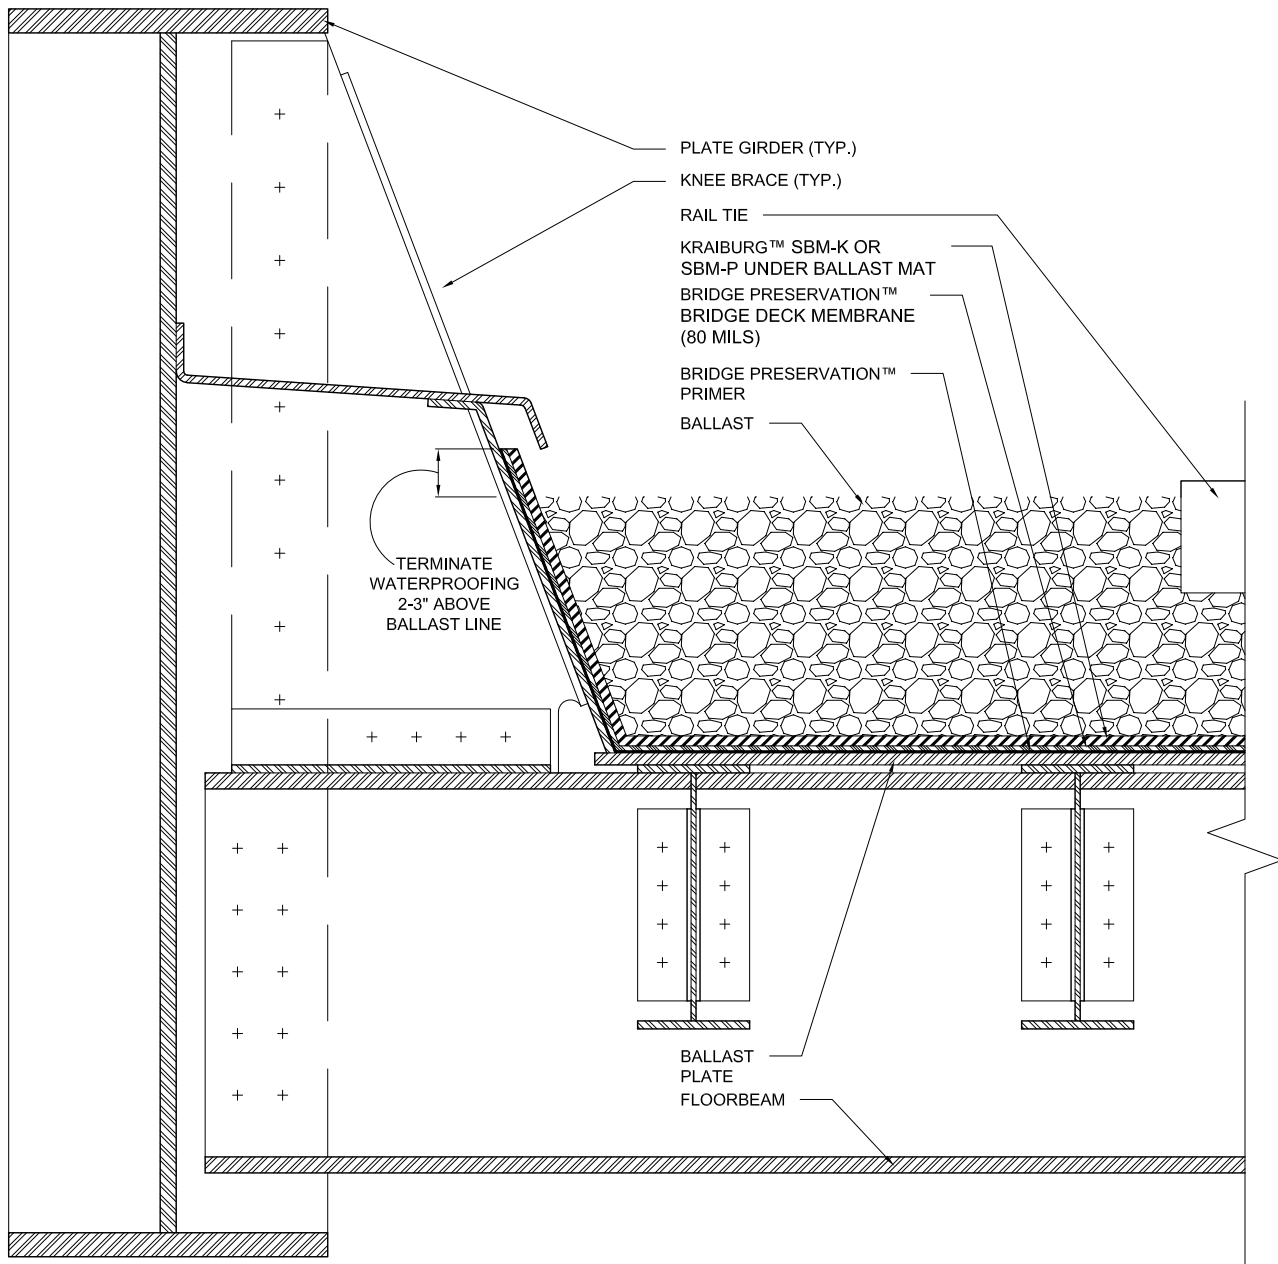 PLATE GIRDER (TYP.)
KNEE BRACE (TYP.)
RAIL TIE
KRAIBURG™ SBM-K OR
SBM-P UNDER BALLAST MAT
BRIDGE PRESERVATION™
BRIDGE DECK MEMBRANE
(80 MILS)
BRIDGE PRESERVATION™
PRIMER
BALLAST
TERMINATE
WATERPROOFING
2-3" ABOVE
BALLAST LINE
BALLAST
PLATE
FLOORBEAM